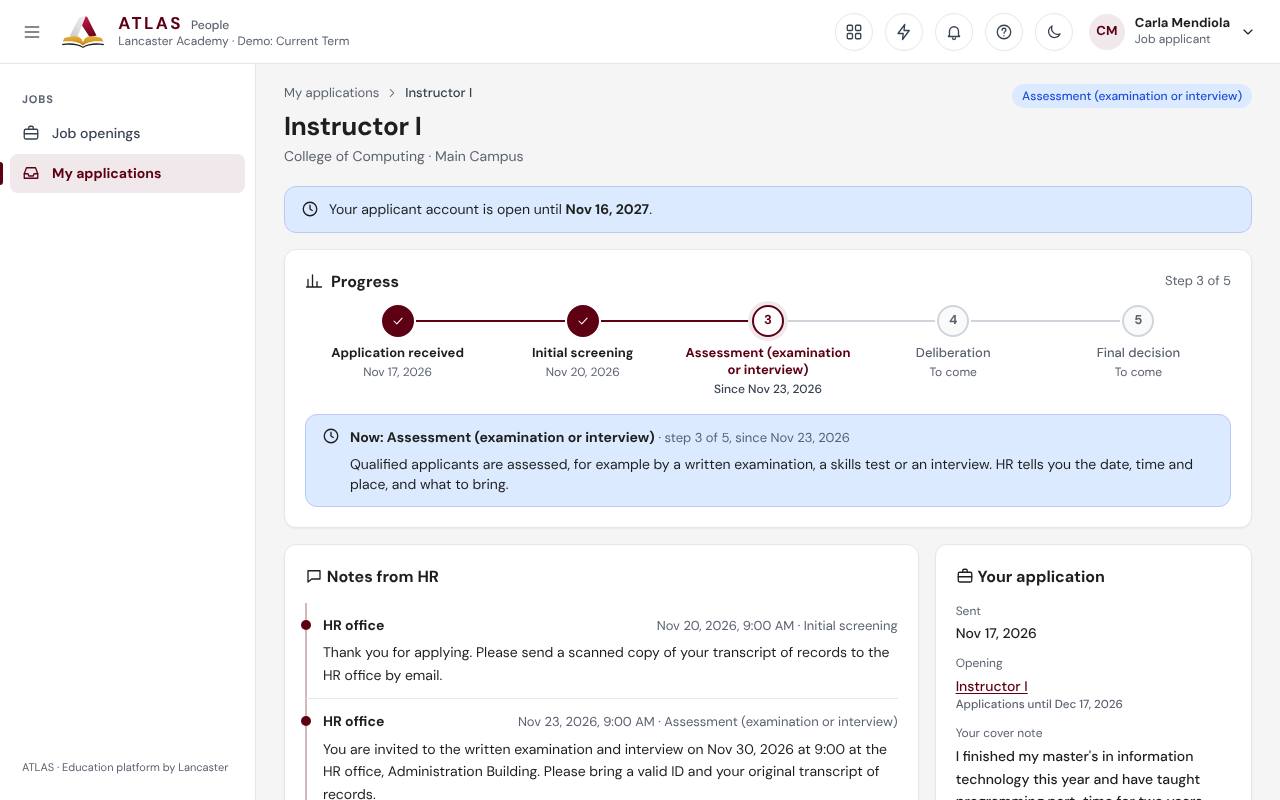 ATLAS People
Lancaster Academy · Demo: Current Term
CM
Carla Mendiola
Job applicant
JOBS
Job openings
My applications
ATLAS · Education platform by Lancaster
My applications > Instructor I
Assessment (examination or interview)
Instructor I
College of Computing · Main Campus
Your applicant account is open until Nov 16, 2027.
Progress
Step 3 of 5
3
4
5
Application received
Nov 17, 2026
Initial screening
Nov 20, 2026
Assessment (examination
or interview)
Since Nov 23, 2026
Deliberation
To come
Final decision
To come
Now: Assessment (examination or interview) · step 3 of 5, since Nov 23, 2026
Qualified applicants are assessed, for example by a written examination, a skills test or an interview. HR tells you the date, time and
place, and what to bring.
Notes from HR
HR office
Nov 20, 2026, 9:00 AM · Initial screening
Thank you for applying. Please send a scanned copy of your transcript of records to the
HR office by email.
HR office
Nov 23, 2026, 9:00 AM · Assessment (examination or interview)
You are invited to the written examination and interview on Nov 30, 2026 at 9:00 at the
HR office, Administration Building. Please bring a valid ID and your original transcript of
records.
Your application
Sent
Nov 17, 2026
Opening
Instructor I
Applications until Dec 17, 2026
Your cover note
I finished my master's in information
technology this year and have taught
programming part-time for two years